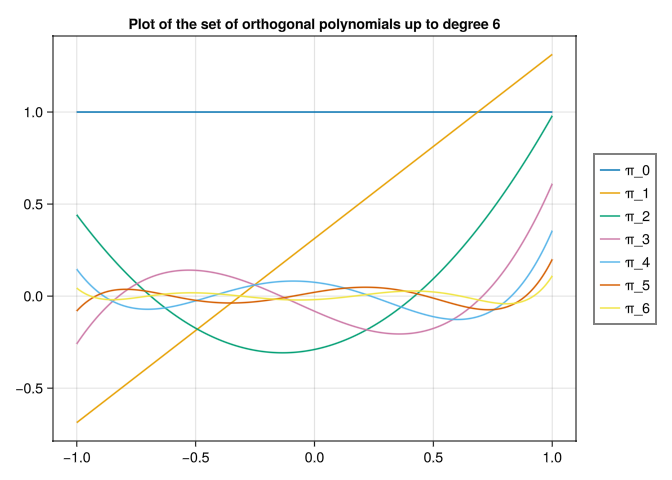 Plot of the set of orthogonal polynomials up to degree 6
1.0
0.5
0.0
−0.5
−1.0
−0.5
0.0
0.5
1.0
π_0
π_1
π_2
π_3
π_4
π_5
π_6